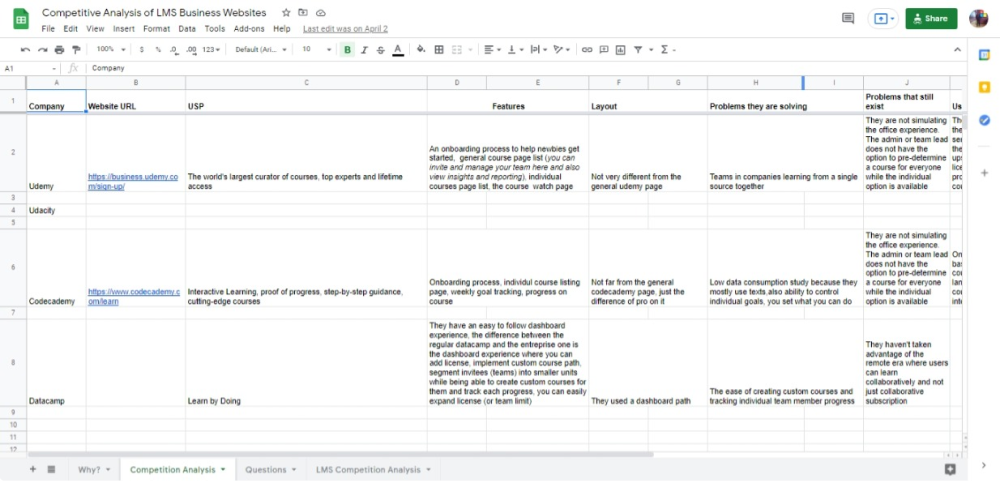 Competitive Analysis of LMS Business Websites
File Edit View Insert Format Data Tools Add-ons Help Last edit was on April 2
Share
100% $ % .0 .00 123 Default (Ari... 10 B I S A
A1 fx Company
A B C D E F G H I J
1 Company Website URL USP Features Layout Problems they are solving Problems that still exist Us
2
Udemy
https://business.udemy.co
m/sign-up/
The world's largest curator of courses, top experts and lifetime
access
An onboarding process to help newbies get
started, general course page list (you can
invite and manage your team here and also
view insights and reporting), individual
courses page list, the course watch page
Not very different from the
general udemy page
Teams in companies learning from a single
source together
They are not simulating
the office experience.
The admin or team lead
does not have the
option to pre-determine
a course for everyone
while the individual
option is available
3
4 Udacity
5
6
Codecademy
https://www.codecademy.c
om/learn
Interactive Learning, proof of progress, step-by-step guidance,
cutting-edge courses
Onboarding process, individul course listing
page, weekly goal tracking, progress on
course
Not far from the general
codecademy page, just the
difference of pro on it
Low data consumption study because they
mostly use texts,also ability to control
individual goals, you set what you can do
They are not simulating
the office experience.
The admin or team lead
does not have the
option to pre-determine
a course for everyone
while the individual
option is available
7
8
Datacamp
Learn by Doing
They have an easy to follow dashboard
experience, the difference between the
regular datacamp and the entreprise one is
the dashboard experience where you can
add license, implement custom course path,
segment invitees (teams) into smaller units
while being able to create custom courses for
them and track each progress, you can easily
expand license (or team limit)
They used a dashboard path
The ease of creating custom courses and
tracking individual team member progress
They haven't taken
advantage of the
remote era where users
can learn
collaboratively and not
just collaborative
subscription
9
10
11
12
Why? Competition Analysis Questions LMS Competition Analysis